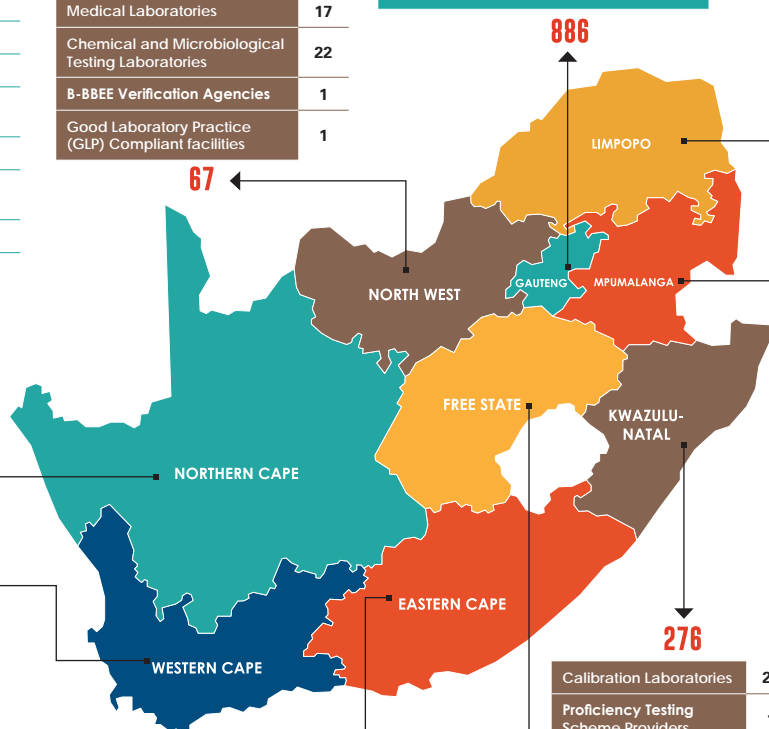 Medical Laboratories 17
Chemical and Microbiological
Testing Laboratories 22
B-BBEE Verification Agencies 1
Good Laboratory Practice
(GLP) Compliant facilities 1
886
67
LIMPOPO
NORTH WEST
GAUTENG
MPUMALANGA
FREE STATE
KWAZULU-
NATAL
NORTHERN CAPE
EASTERN CAPE
WESTERN CAPE
276
Calibration Laboratories
Proficiency Testing
Scheme Providers